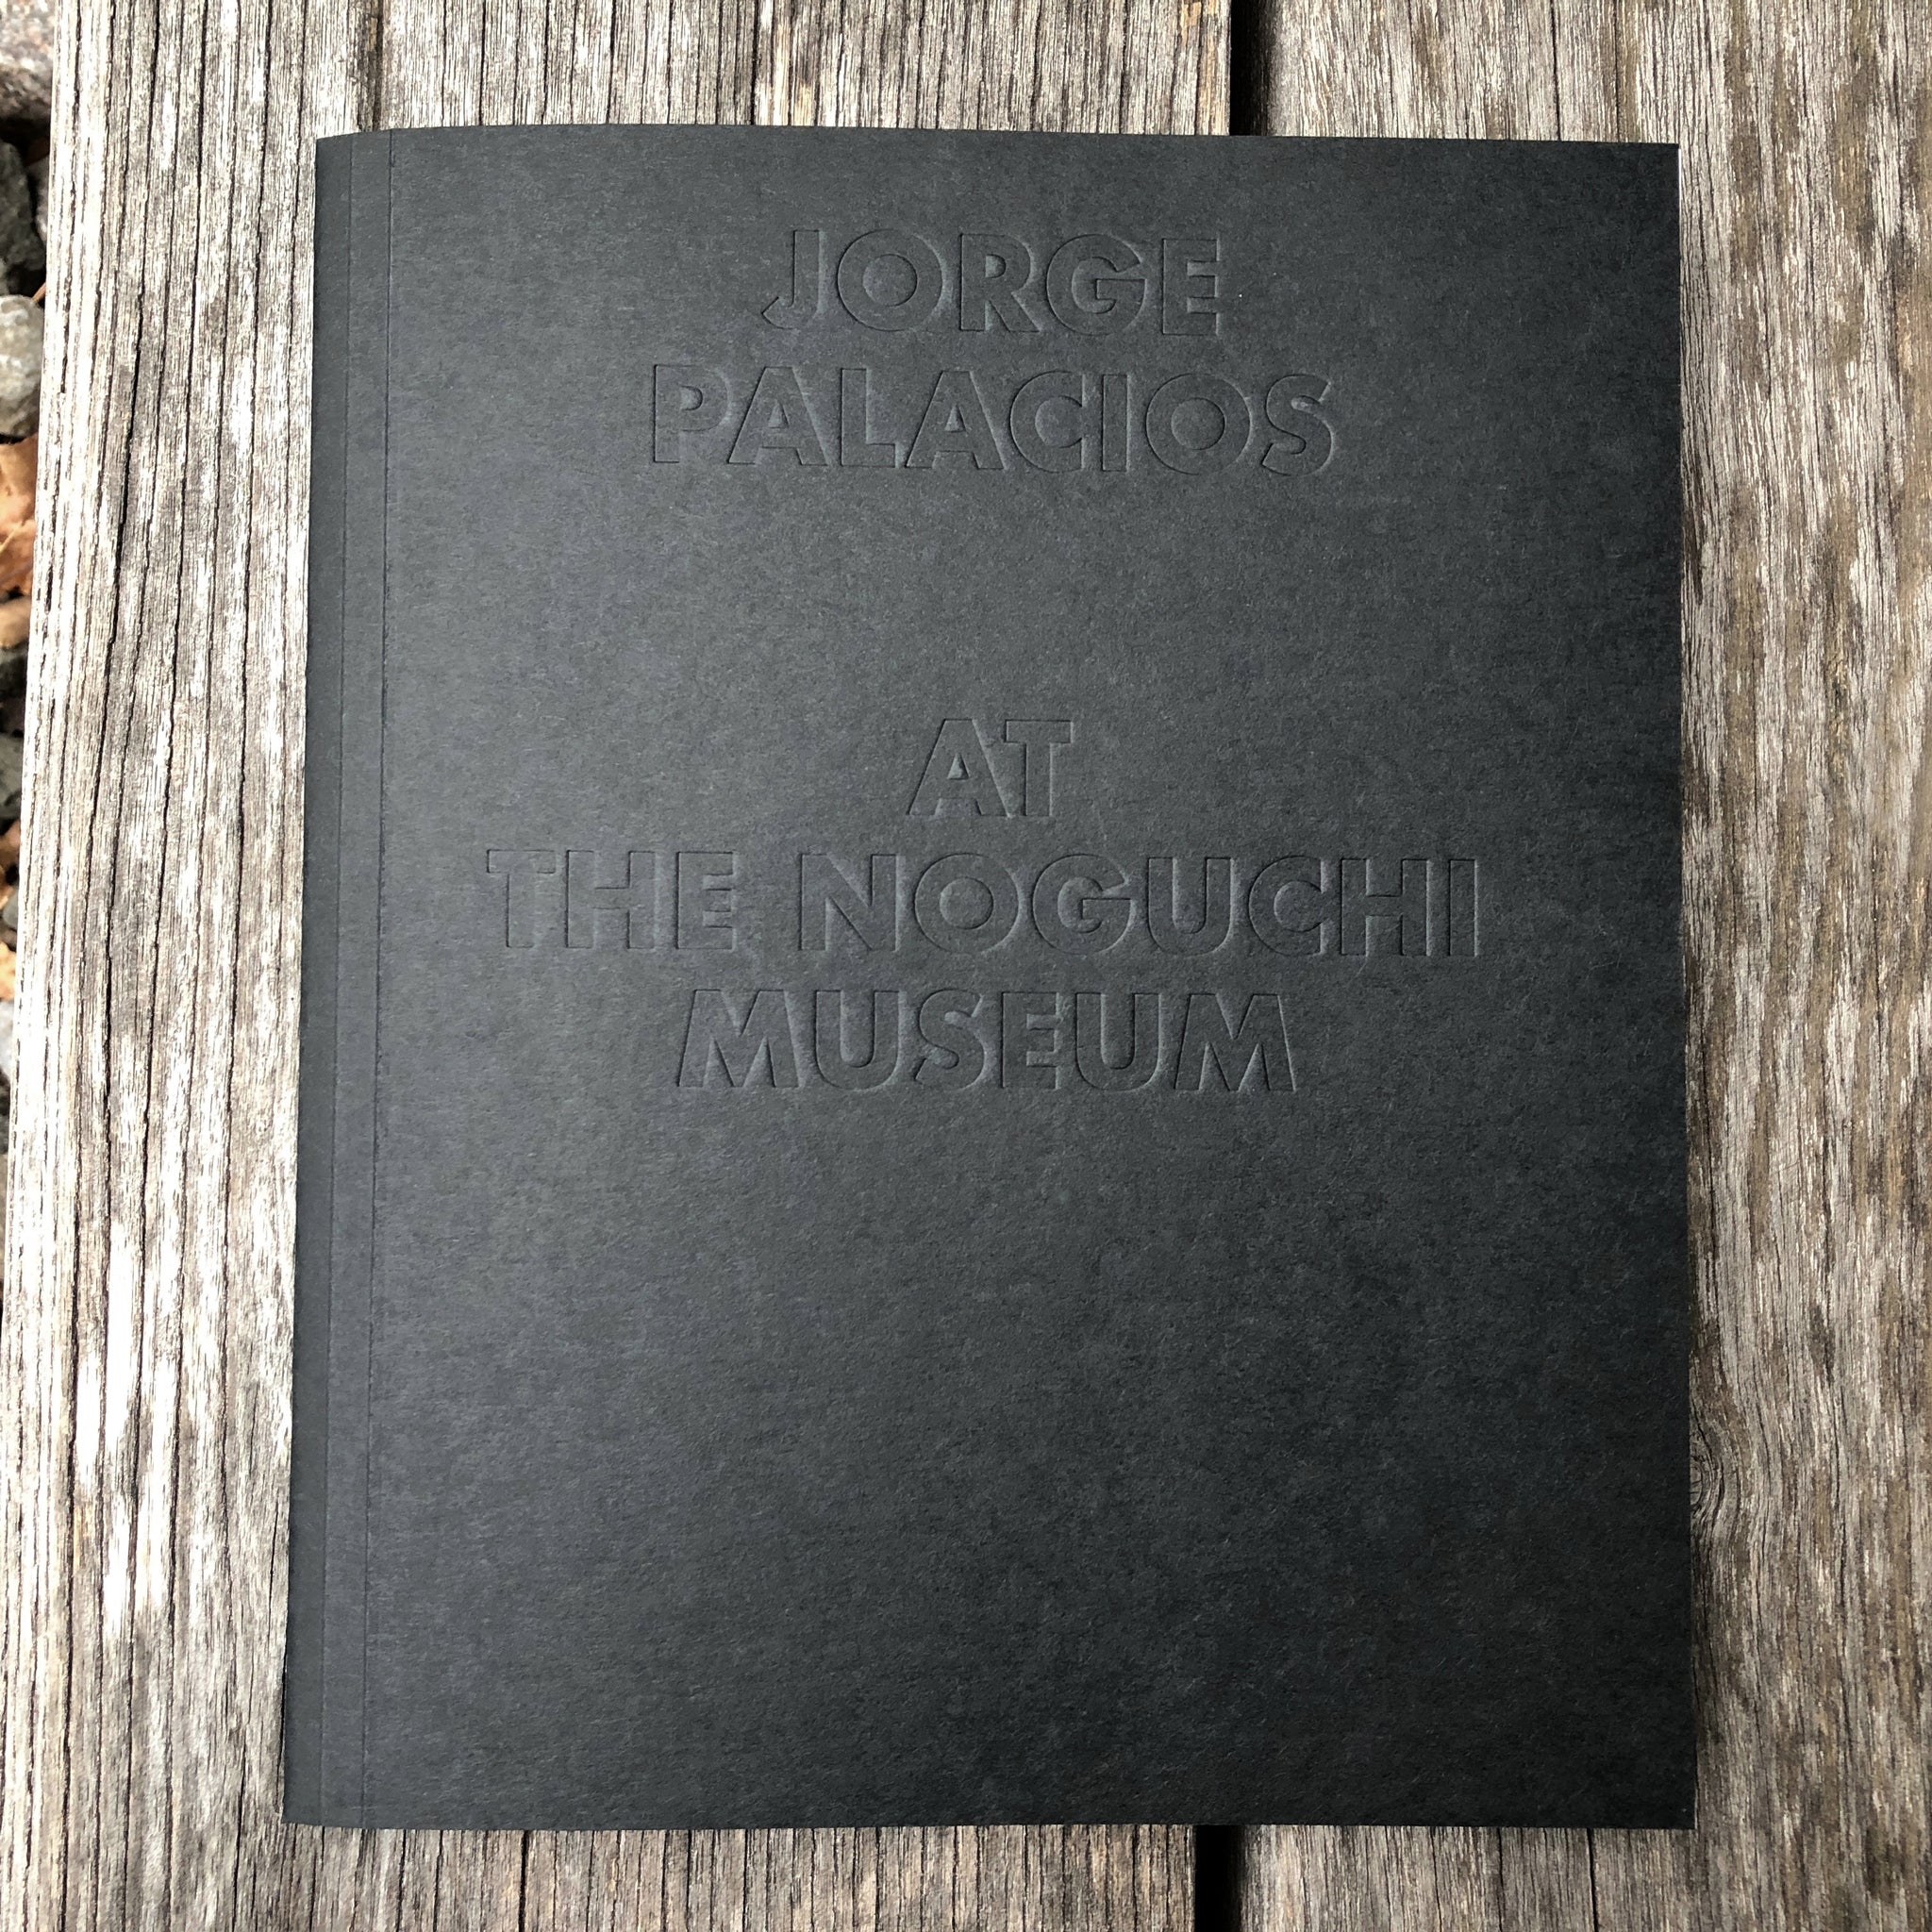 JORGE
PALACIOS
AT
THE NOGUCHI
MUSEUM